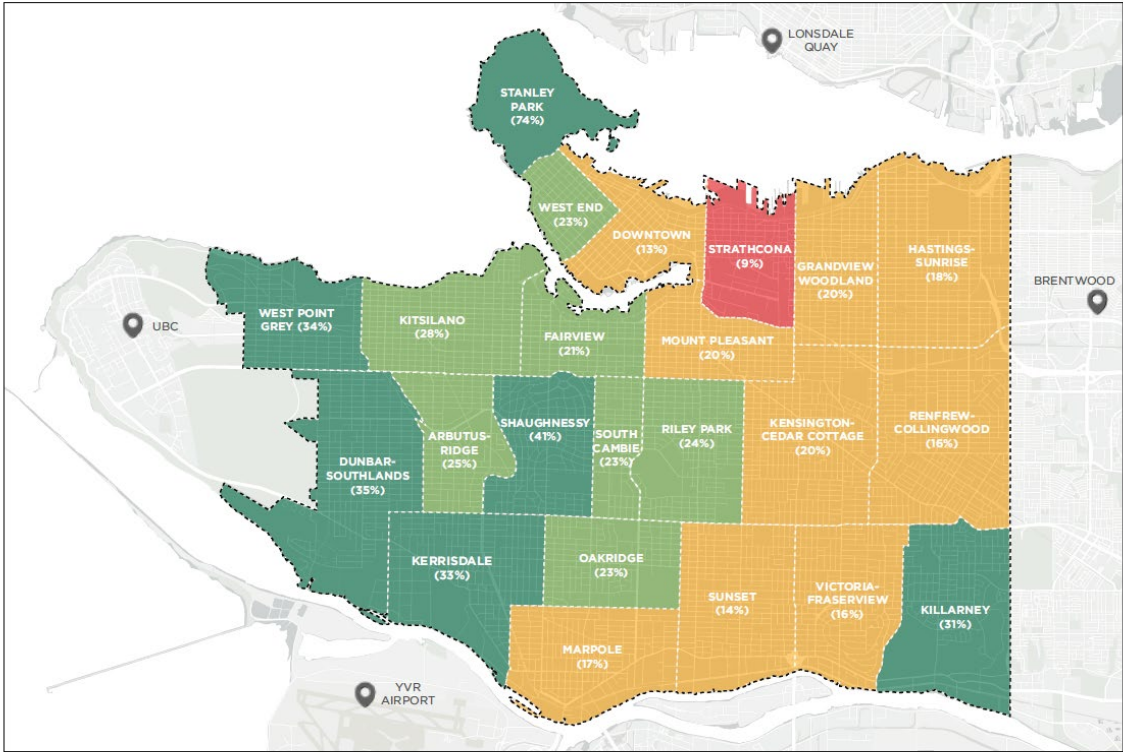 LONSDALE
QUAY
STANLEY
PARK
(74%)
WEST END
(23%)
DOWNTOWN
(13%)
STRATHCONA
(9%)
GRANDVIEW
WOODLAND
(20%)
HASTINGS-
SUNRISE
(18%)
BRENTWOOD
UBC
WEST POINT
GREY (34%)
KITSILANO
(28%)
FAIRVIEW
(21%)
MOUNT PLEASANT
(20%)
DUNBAR-
SOUTHLANDS
(35%)
ARBUTUS-
RIDGE
(25%)
SHAUGHNESSY
(41%)
SOUTH
CAMBIE
(23%)
RILEY PARK
(24%)
KENSINGTON-
CEDAR COTTAGE
(20%)
RENFREW-
COLLINGWOOD
(16%)
KERRISDALE
(33%)
OAKRIDGE
(23%)
SUNSET
(14%)
VICTORIA-
FRASERVIEW
(16%)
KILLARNEY
(31%)
MARPOLE
(17%)
YVR
AIRPORT